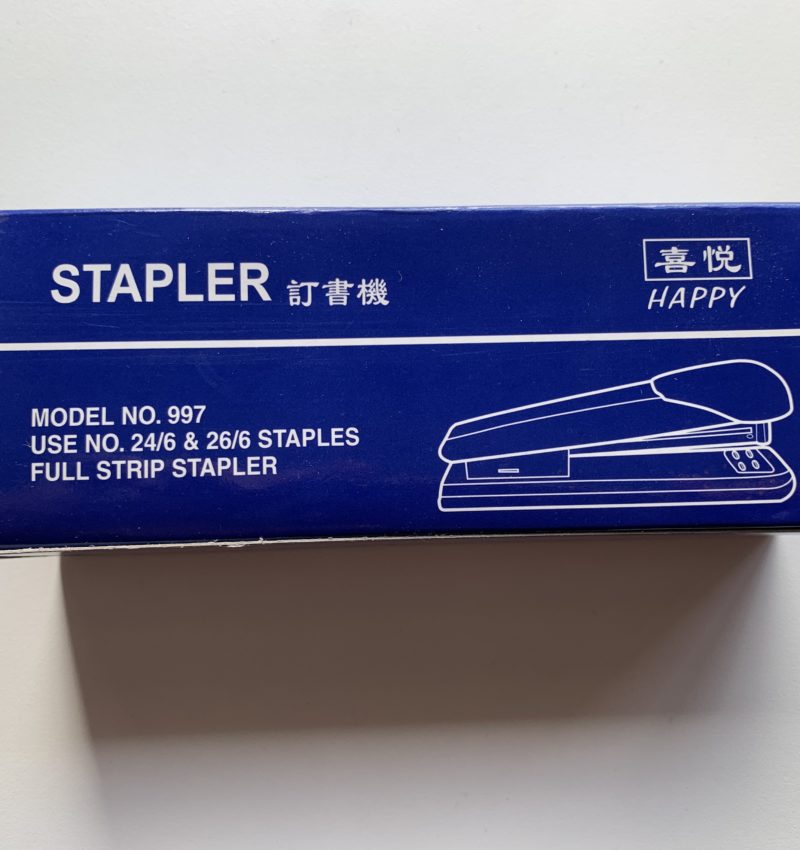 STAPLER 訂書機
喜悦
HAPPY
MODEL NO. 997
USE NO. 24/6 & 26/6 STAPLES
FULL STRIP STAPLER